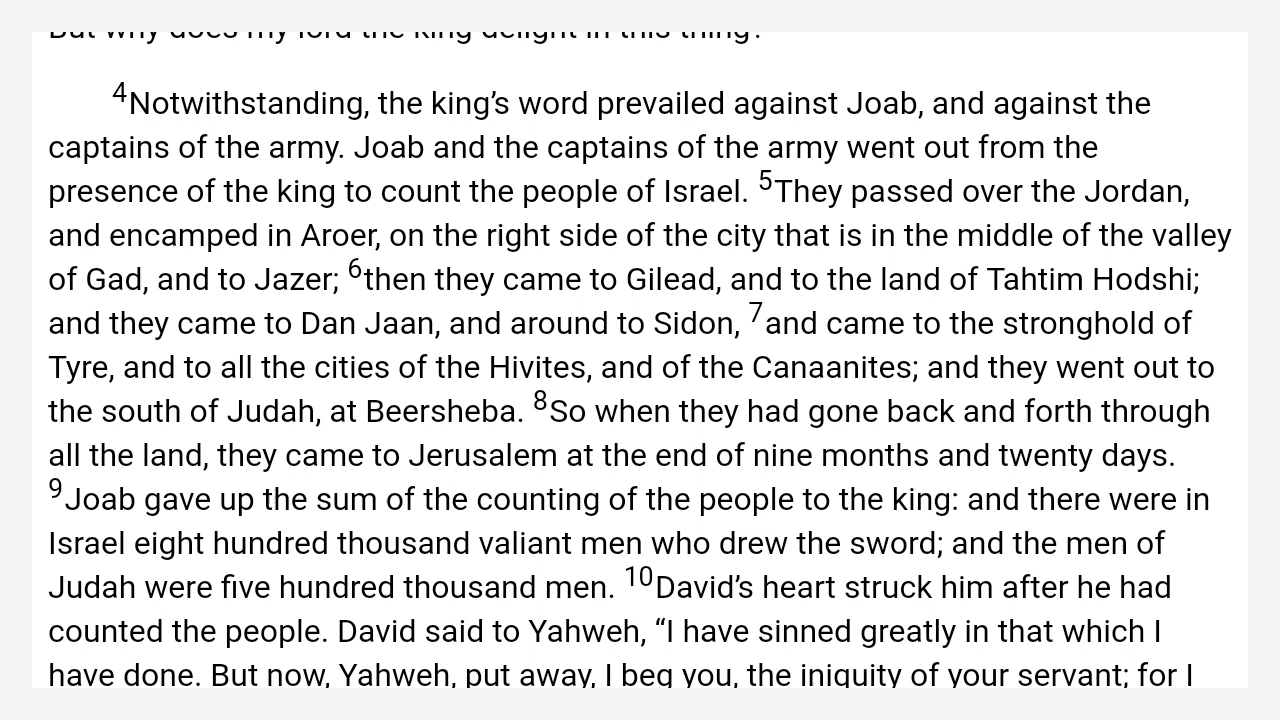 But why does my lord the king delight in this thing?
4Notwithstanding, the king’s word prevailed against Joab, and against the
captains of the army. Joab and the captains of the army went out from the
presence of the king to count the people of Israel. 5They passed over the Jordan,
and encamped in Aroer, on the right side of the city that is in the middle of the valley
of Gad, and to Jazer; 6then they came to Gilead, and to the land of Tahtim Hodshi;
and they came to Dan Jaan, and around to Sidon, 7and came to the stronghold of
Tyre, and to all the cities of the Hivites, and of the Canaanites; and they went out to
the south of Judah, at Beersheba. 8So when they had gone back and forth through
all the land, they came to Jerusalem at the end of nine months and twenty days.
9Joab gave up the sum of the counting of the people to the king: and there were in
Israel eight hundred thousand valiant men who drew the sword; and the men of
Judah were five hundred thousand men. 10David’s heart struck him after he had
counted the people. David said to Yahweh, “I have sinned greatly in that which I
have done. But now, Yahweh, put away, I beg you, the iniquity of your servant; for I